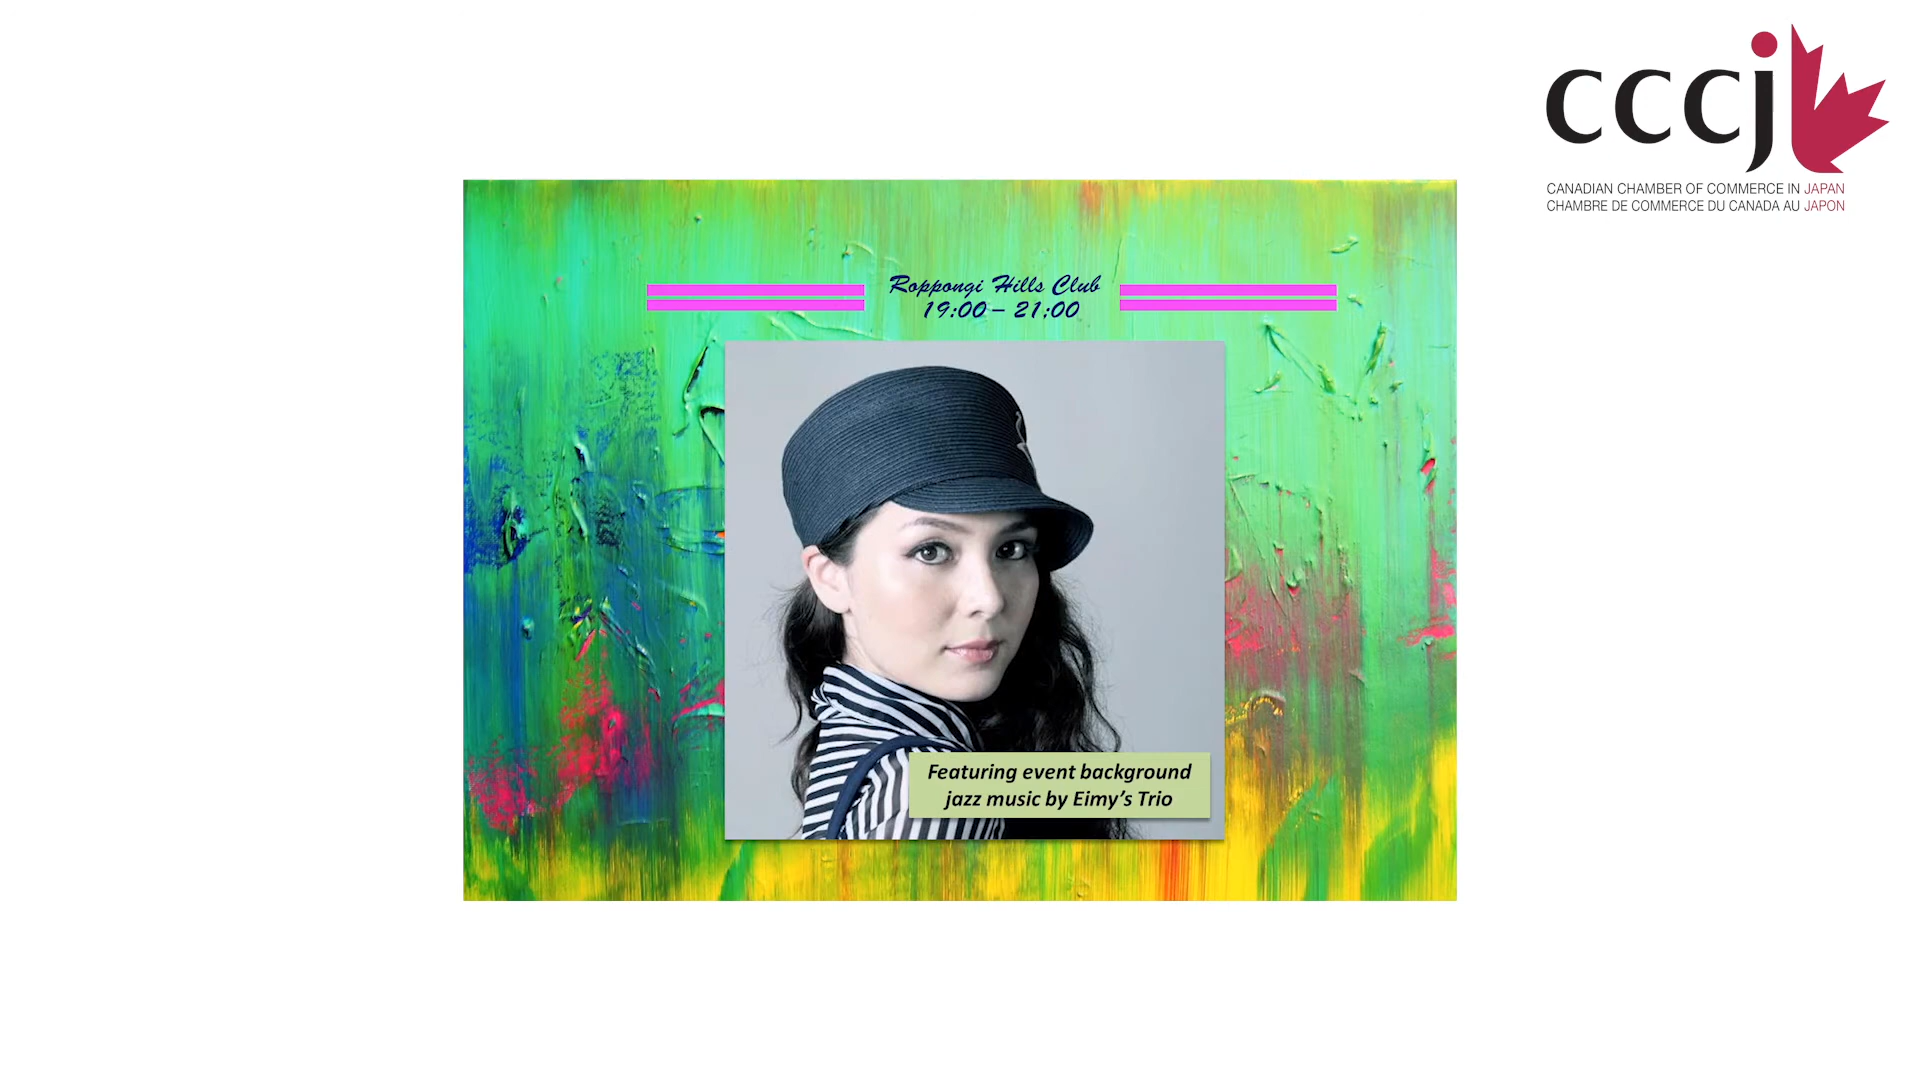 cccj
CANADIAN CHAMBER OF COMMERCE IN JAPAN
CHAMBRE DE COMMERCE DU CANADA AU JAPON
Roppongi Hills Club
19:00 – 21:00
Featuring event background
jazz music by Eimy's Trio